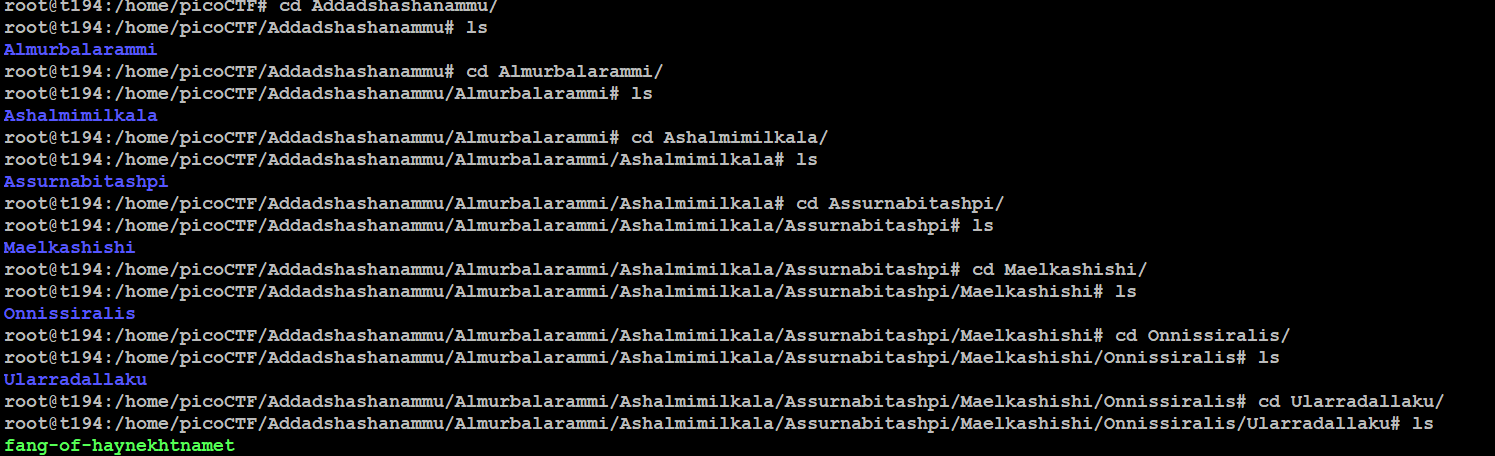 root@t194:/home/picoCTF# cd Addadshashanammu/
root@t194:/home/picoCTF/Addadshashanammu# ls
Almurbalarammi
root@t194:/home/picoCTF/Addadshashanammu# cd Almurbalarammi/
root@t194:/home/picoCTF/Addadshashanammu/Almurbalarammi# ls
Ashalmimilkala
root@t194:/home/picoCTF/Addadshashanammu/Almurbalarammi# cd Ashalmimilkala/
root@t194:/home/picoCTF/Addadshashanammu/Almurbalarammi/Ashalmimilkala# ls
Assurnabitashpi
root@t194:/home/picoCTF/Addadshashanammu/Almurbalarammi/Ashalmimilkala# cd Assurnabitashpi/
root@t194:/home/picoCTF/Addadshashanammu/Almurbalarammi/Ashalmimilkala/Assurnabitashpi# ls
Maelkashishi
root@t194:/home/picoCTF/Addadshashanammu/Almurbalarammi/Ashalmimilkala/Assurnabitashpi# cd Maelkashishi/
root@t194:/home/picoCTF/Addadshashanammu/Almurbalarammi/Ashalmimilkala/Assurnabitashpi/Maelkashishi# ls
Onnissiralis
root@t194:/home/picoCTF/Addadshashanammu/Almurbalarammi/Ashalmimilkala/Assurnabitashpi/Maelkashishi# cd Onnissiralis/
root@t194:/home/picoCTF/Addadshashanammu/Almurbalarammi/Ashalmimilkala/Assurnabitashpi/Maelkashishi/Onnissiralis# ls
Ularradallaku
root@t194:/home/picoCTF/Addadshashanammu/Almurbalarammi/Ashalmimilkala/Assurnabitashpi/Maelkashishi/Onnissiralis# cd Ularradallaku/
root@t194:/home/picoCTF/Addadshashanammu/Almurbalarammi/Ashalmimilkala/Assurnabitashpi/Maelkashishi/Onnissiralis/Ularradallaku# ls
fang-of-haynekhtnamet